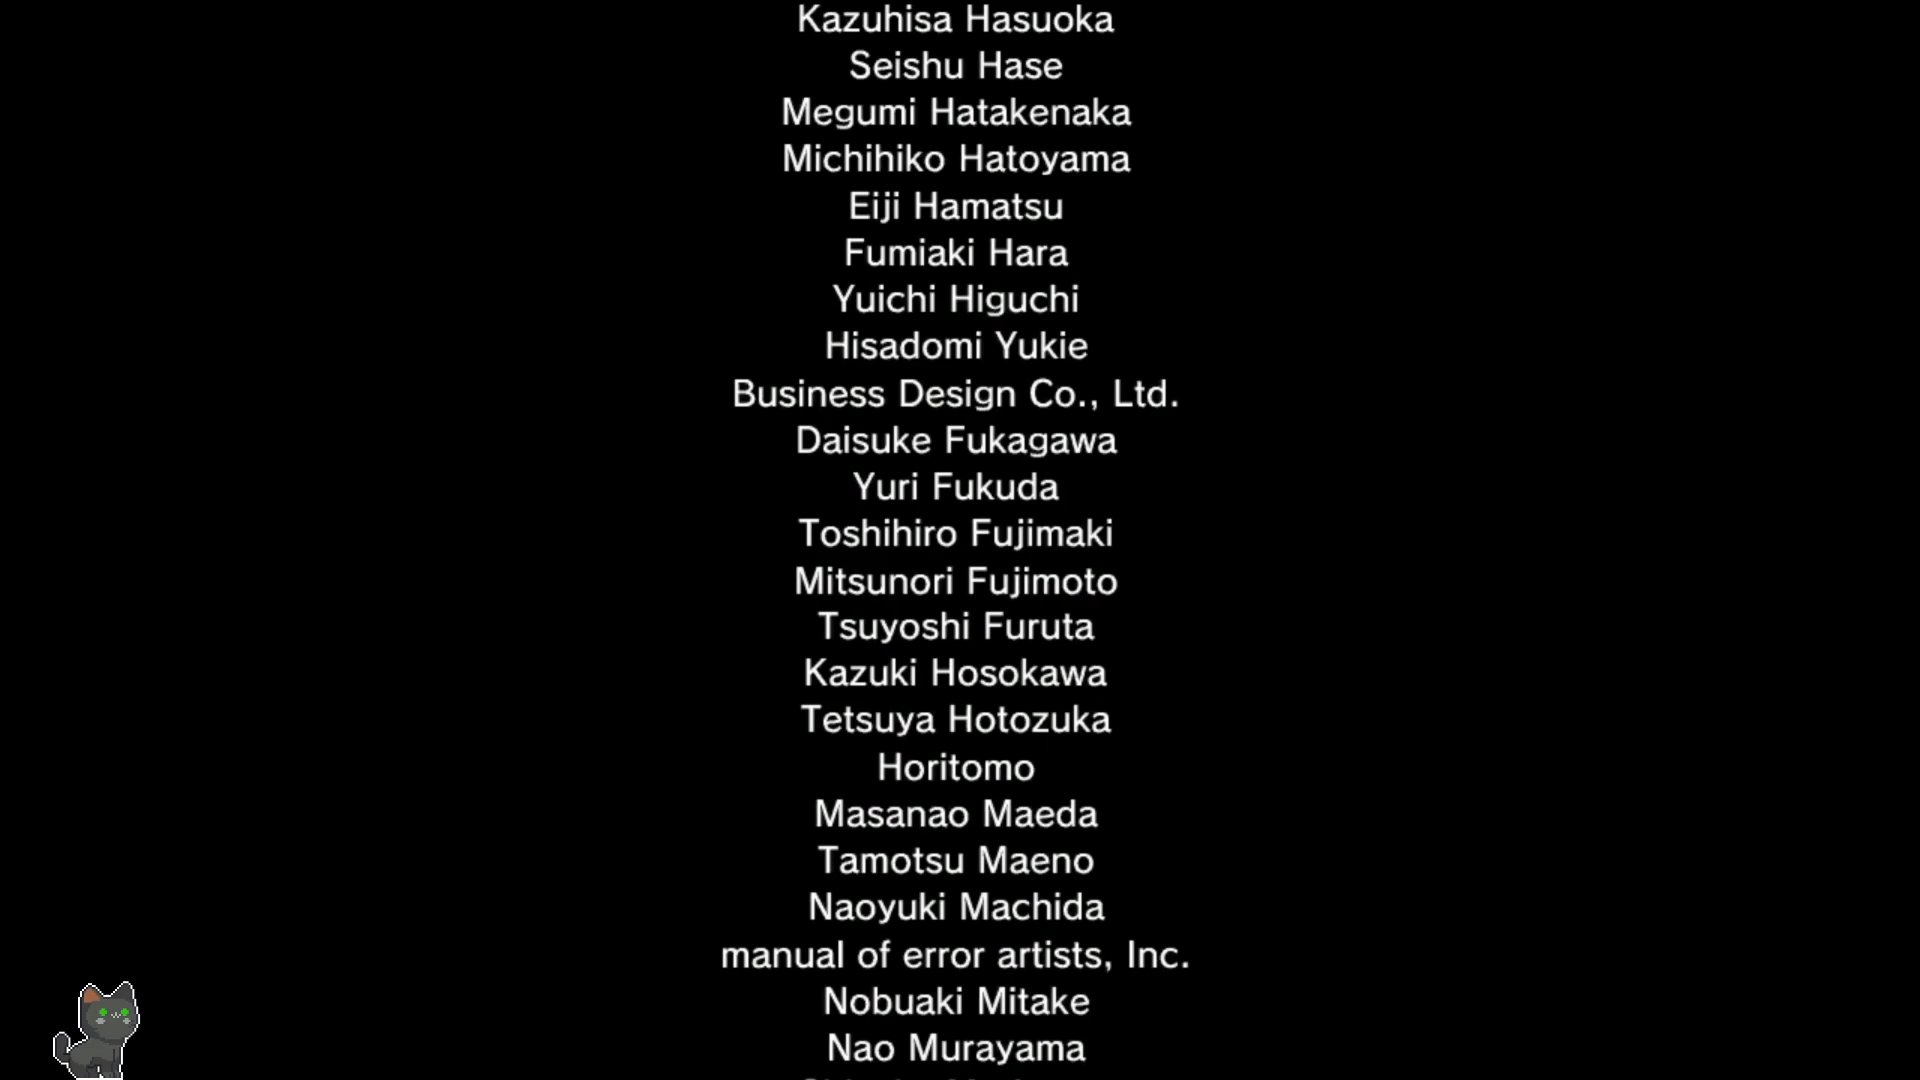 Kazuhisa Hasuoka
Seishu Hase
Megumi Hatakenaka
Michihiko Hatoyama
Eiji Hamatsu
Fumiaki Hara
Yuichi Higuchi
Hisadomi Yukie
Business Design Co., Ltd.
Daisuke Fukagawa
Yuri Fukuda
Toshihiro Fujimaki
Mitsunori Fujimoto
Tsuyoshi Furuta
Kazuki Hosokawa
Tetsuya Hotozuka
Horitomo
Masanao Maeda
Tamotsu Maeno
Naoyuki Machida
manual of error artists, Inc.
Nobuaki Mitake
Nao Murayama